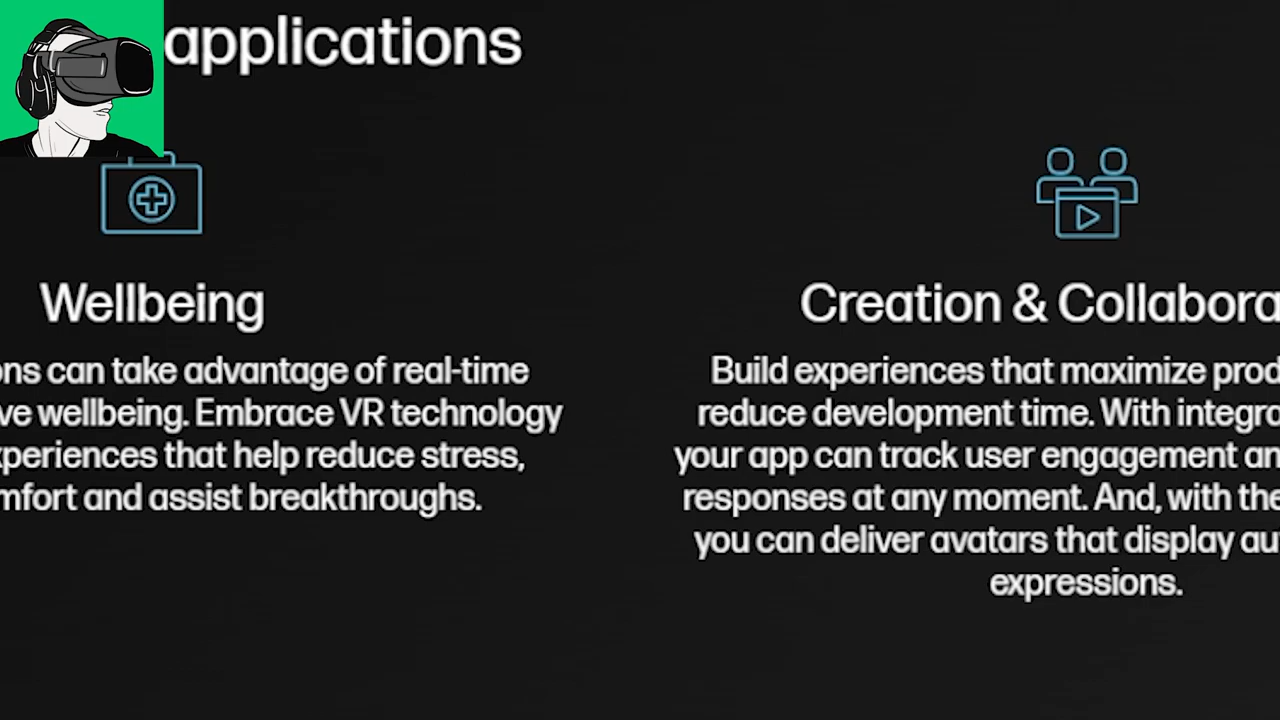 applications
Wellbeing
ons can take advantage of real-time
ve wellbeing. Embrace VR technology
xperiences that help reduce stress,
mfort and assist breakthroughs.
Creation & Collabora
Build experiences that maximize prod
reduce development time. With integra
your app can track user engagement an
responses at any moment. And, with the
you can deliver avatars that display au
expressions.